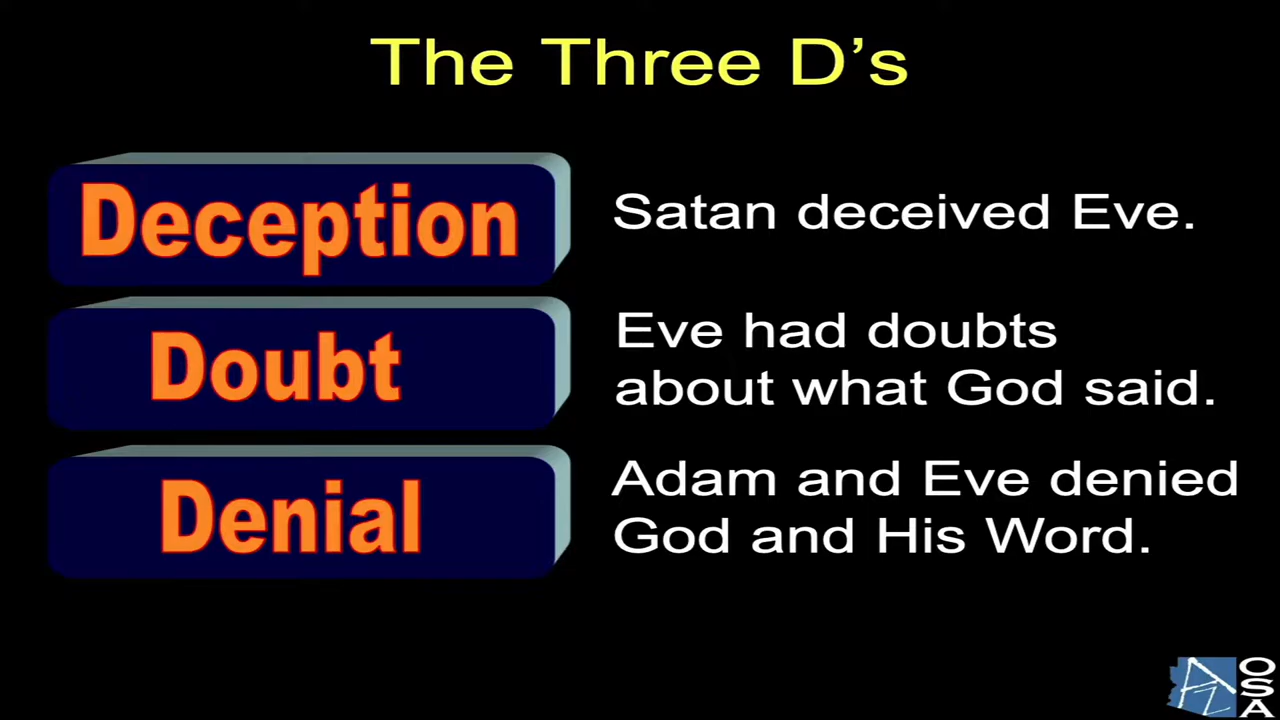 The Three D's
Deception
Satan deceived Eve.
Doubt
Eve had doubts
about what God said.
Denial
Adam and Eve denied
God and His Word.
AZ
OSA